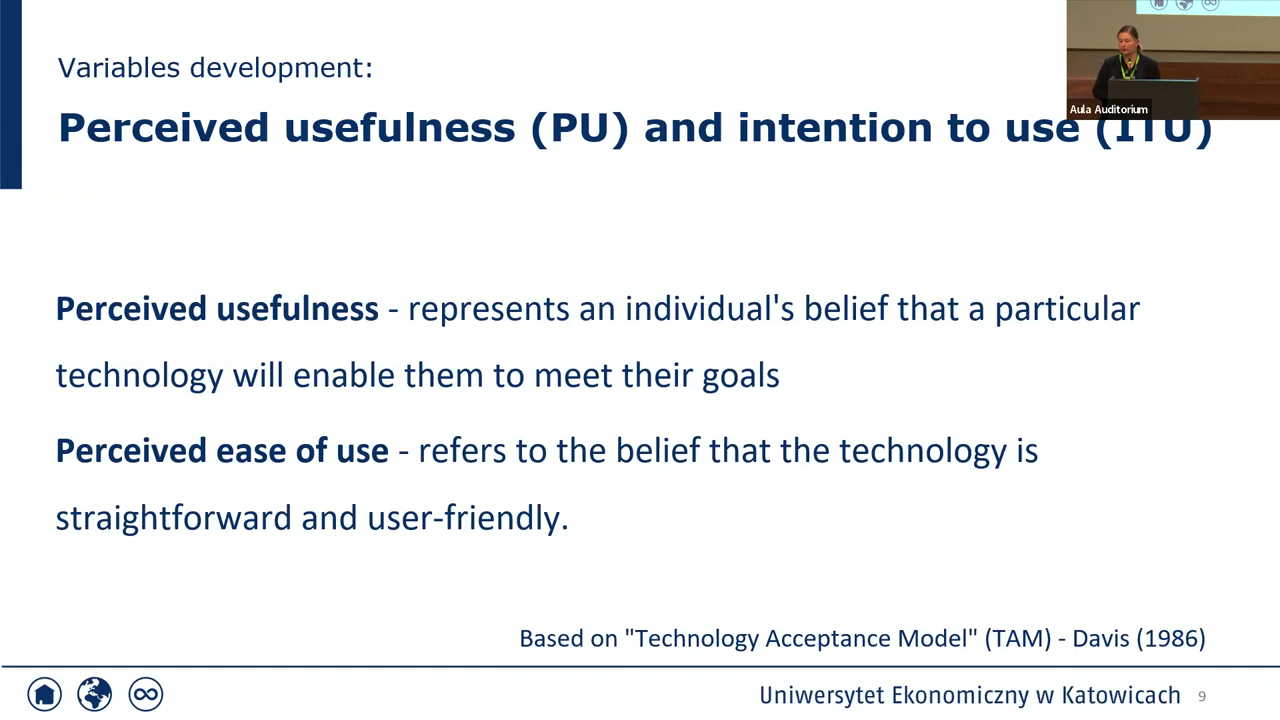 Variables development:
Perceived usefulness (PU) and intention to use (ITU)
Aula Auditorium
Perceived usefulness - represents an individual's belief that a particular
technology will enable them to meet their goals
Perceived ease of use - refers to the belief that the technology is
straightforward and user-friendly.
Based on "Technology Acceptance Model" (TAM) - Davis (1986)
Uniwersytet Ekonomiczny w Katowicach
9